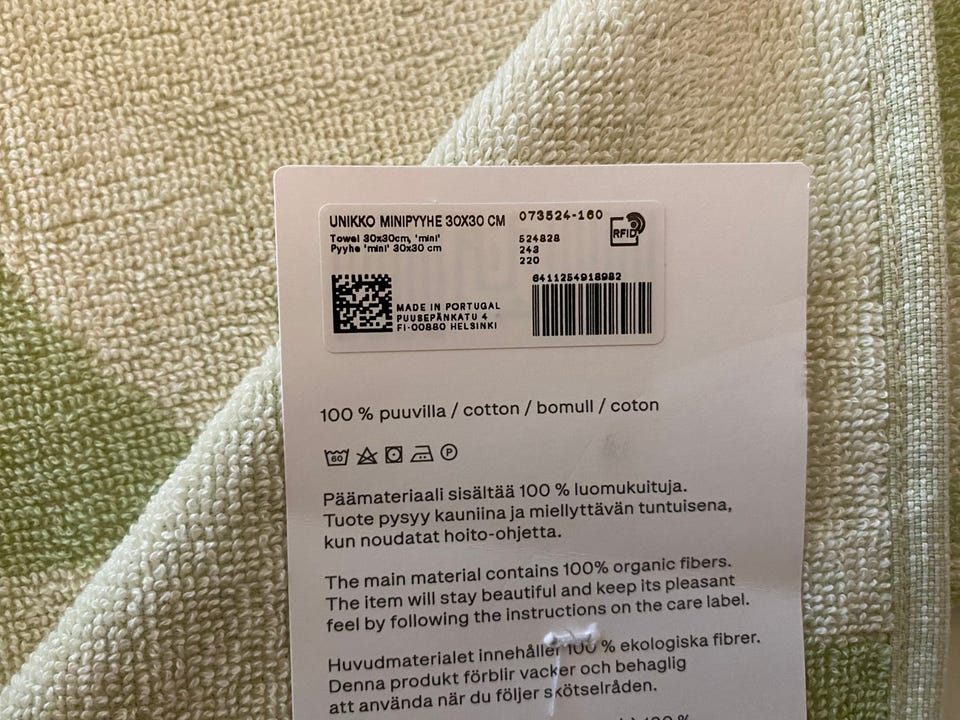 UNIKKO MINIPYYHE 30X30 CM 073524-160
Towel 30x30cm, 'mini'
Pyyhe 'mini' 30x30 cm
524828
243
220
RFID
6411254918982
MADE IN PORTUGAL
PUUSEPÄNKATU 4
FI-00880 HELSINKI
100 % puuvilla / cotton / bomull / coton
60
P
Päämateriaali sisältää 100 % luomukuituja.
Tuote pysyy kauniina ja miellyttävän tuntuisena,
kun noudatat hoito-ohjetta.
The main material contains 100% organic fibers.
The item will stay beautiful and keep its pleasant
feel by following the instructions on the care label.
Huvudmaterialet innehåller 100 % ekologiska fibrer.
Denna produkt förblir vacker och behaglig
att använda när du följer skötselråden.
100 %